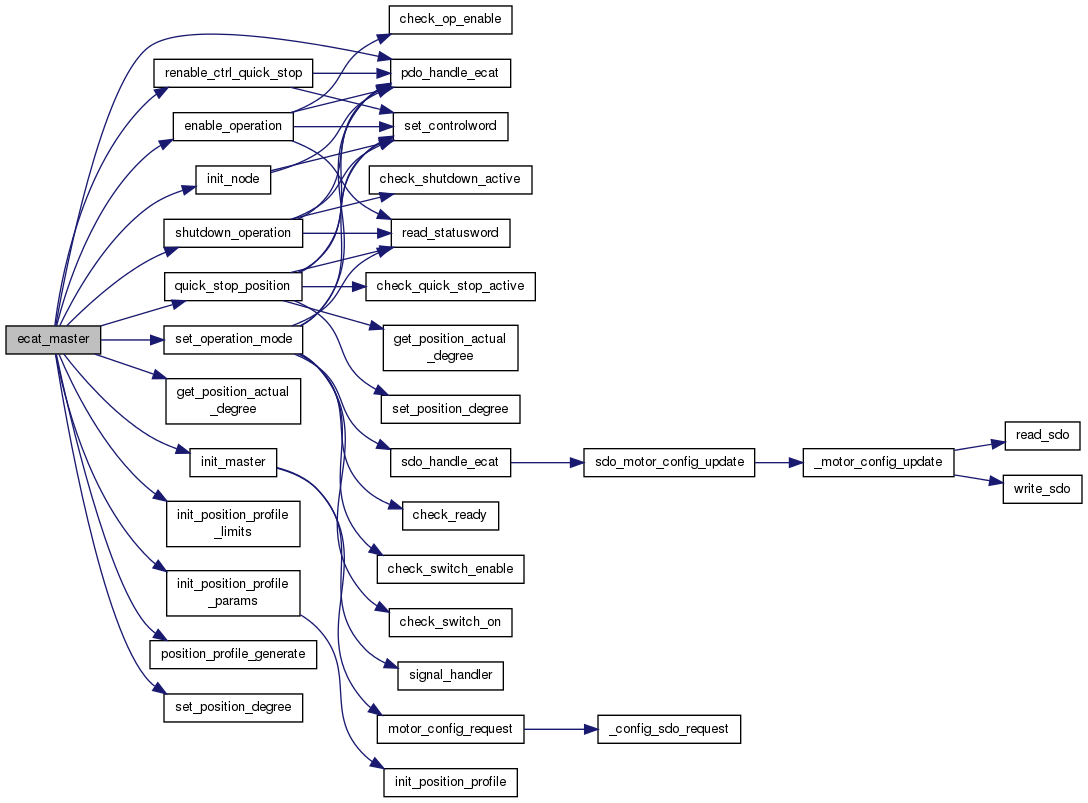 check_op_enable
renable_ctrl_quick_stop
pdo_handle_ecat
enable_operation
set_controlword
init_node
check_shutdown_active
shutdown_operation
read_statusword
quick_stop_position
check_quick_stop_active
ecat_master
set_operation_mode
get_position_actual
_degree
get_position_actual
_degree
set_position_degree
init_master
sdo_handle_ecat
sdo_motor_config_update
_motor_config_update
read_sdo
write_sdo
init_position_profile
_limits
check_ready
check_switch_enable
init_position_profile
_params
check_switch_on
position_profile_generate
signal_handler
set_position_degree
motor_config_request
_config_sdo_request
init_position_profile